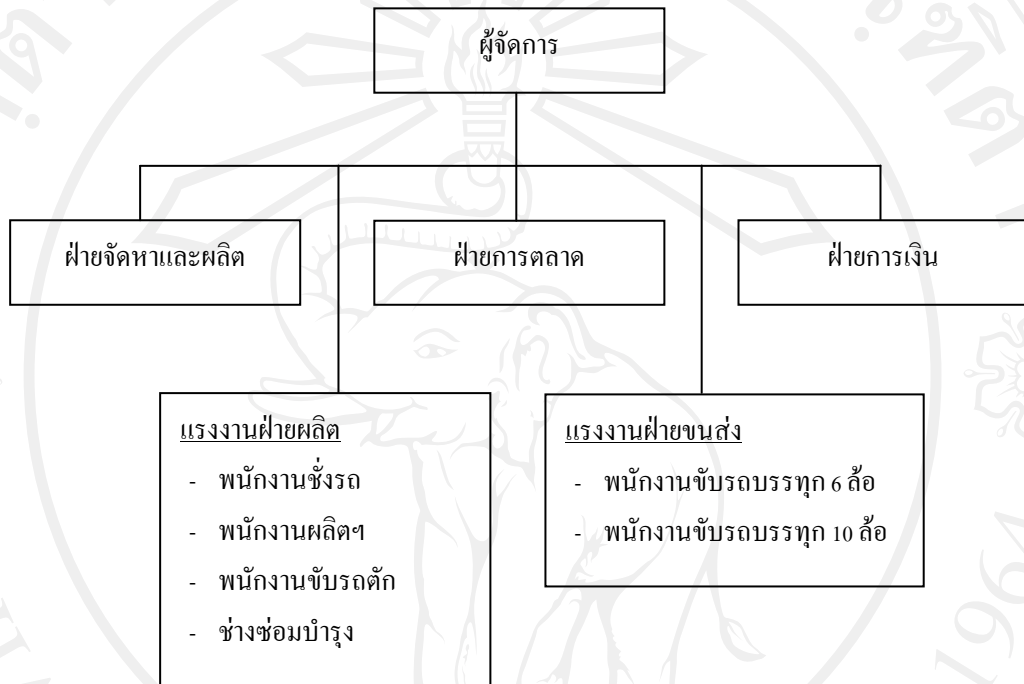 ผู้จัดการ
ฝ่ายจัดหาและผลิต
ฝ่ายการตลาด
ฝ่ายการเงิน
แรงงานฝ่ายผลิต
- พนักงานชั่งรถ
- พนักงานผลิตฯ
- พนักงานขับรถตัก
- ช่างซ่อมบำรุง
แรงงานฝ่ายขนส่ง
- พนักงานขับรถบรรทุก 6 ล้อ
- พนักงานขับรถบรรทุก 10 ล้อ
1964